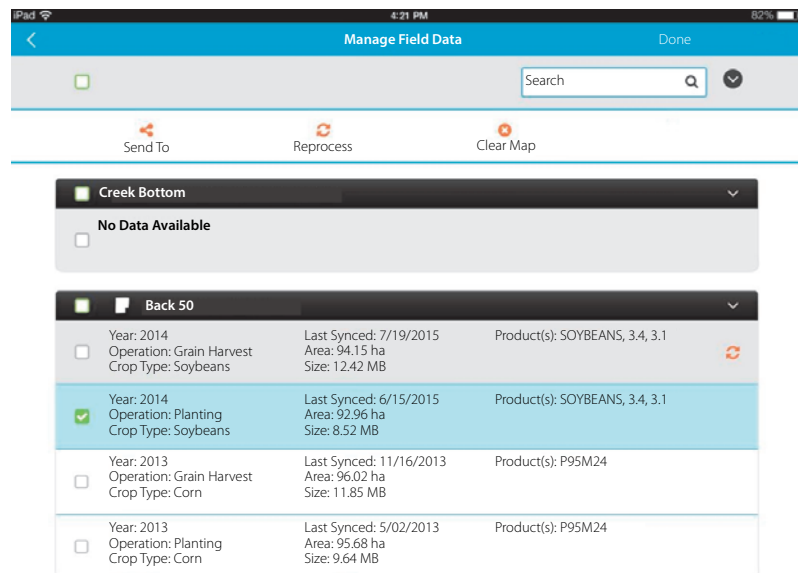 iPad 4:21 PM 82%
Manage Field Data Done
Search
Send To Reprocess Clear Map
Creek Bottom
No Data Available
Back 50
Year: 2014 Last Synced: 7/19/2015 Product(s): SOYBEANS, 3.4, 3.1
Operation: Grain Harvest Area: 94.15 ha
Crop Type: Soybeans Size: 12.42 MB
Year: 2014 Last Synced: 6/15/2015 Product(s): SOYBEANS, 3.4, 3.1
Operation: Planting Area: 92.96 ha
Crop Type: Soybeans Size: 8.52 MB
Year: 2013 Last Synced: 11/16/2013 Product(s): P95M24
Operation: Grain Harvest Area: 96.02 ha
Crop Type: Corn Size: 11.85 MB
Year: 2013 Last Synced: 5/02/2013 Product(s): P95M24
Operation: Planting Area: 95.68 ha
Crop Type: Corn Size: 9.64 MB